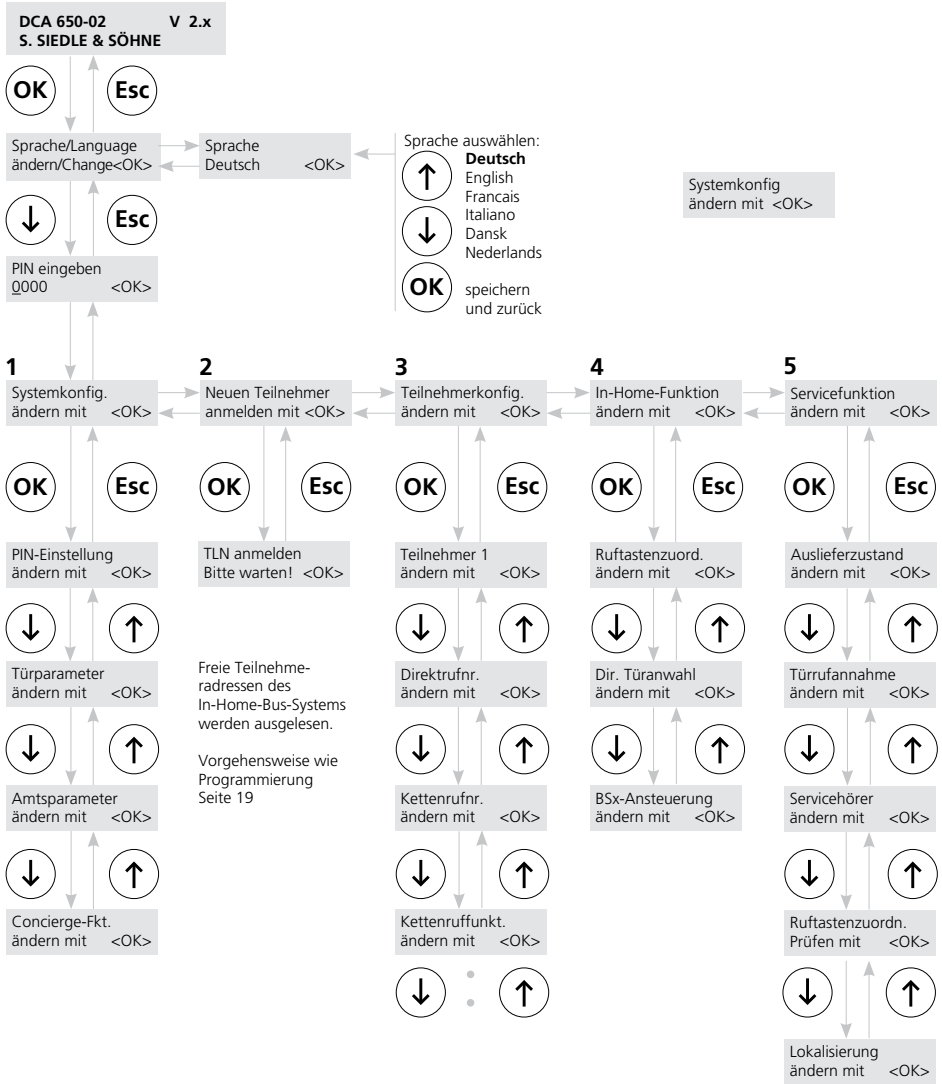 DCA 650-02 V 2.x
S. SIEDLE & SÖHNE
OK
Esc
Sprache/Language
ändern/Change<OK>
Sprache
Deutsch <OK>
Sprache auswählen:
↑
Deutsch
English
Francais
Italiano
↓
Dansk
Nederlands
OK
speichern
und zurück
Systemkonfig
ändern mit <OK>
↓
Esc
PIN eingeben
0000 <OK>
1
Systemkonfig.
ändern mit <OK>
OK
Esc
PIN-Einstellung
ändern mit <OK>
↓ ↑
Türparameter
ändern mit <OK>
↓ ↑
Amtsparameter
ändern mit <OK>
↓ ↑
Concierge-Fkt.
ändern mit <OK>
2
Neuen Teilnehmer
anmelden mit <OK>
OK
Esc
TLN anmelden
Bitte warten! <OK>
Freie Teilnehme-
radressen des
In-Home-Bus-Systems
werden ausgelesen.
Vorgehensweise wie
Programmierung
Seite 19
3
Teilnehmerkonfig.
ändern mit <OK>
OK
Esc
Teilnehmer 1
ändern mit <OK>
↓ ↑
Direktrufnr.
ändern mit <OK>
↓ ↑
Kettenrufnr.
ändern mit <OK>
↓ ↑
Kettenruffunkt.
ändern mit <OK>
↓ : ↑
4
In-Home-Funktion
ändern mit <OK>
OK
Esc
Ruftastenzuord.
ändern mit <OK>
↓ ↑
Dir. Türanwahl
ändern mit <OK>
↓ ↑
BSx-Ansteuerung
ändern mit <OK>
5
Servicefunktion
ändern mit <OK>
OK
Esc
Auslieferzustand
ändern mit <OK>
↓ ↑
Türrufannahme
ändern mit <OK>
↓ ↑
Servicehörer
ändern mit <OK>
↓ ↑
Ruftastenzuordn.
Prüfen mit <OK>
↓ ↑
Lokalisierung
ändern mit <OK>